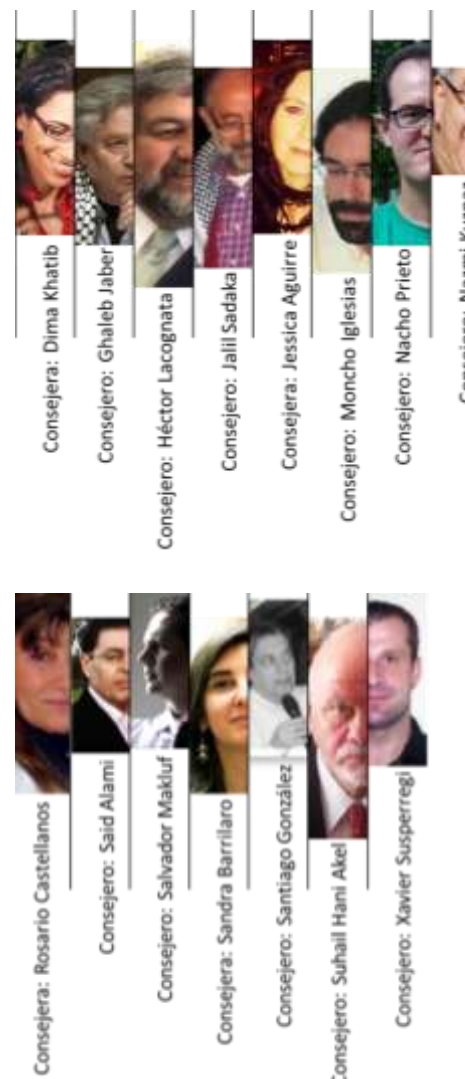 Consejera: Dima Khatib
Consejero: Ghaleb Jaber
Consejero: Héctor Lacognata
Consejero: Jalil Sadaka
Consejera: Jessica Aguirre
Consejero: Moncho Iglesias
Consejero: Nacho Prieto
Consejera: Rosario Castellanos
Consejero: Said Alami
Consejero: Salvador Makluf
Consejera: Sandra Barrilaro
Consejero: Santiago González
Consejero: Suhail Hani Akel
Consejero: Xavier Susperregi